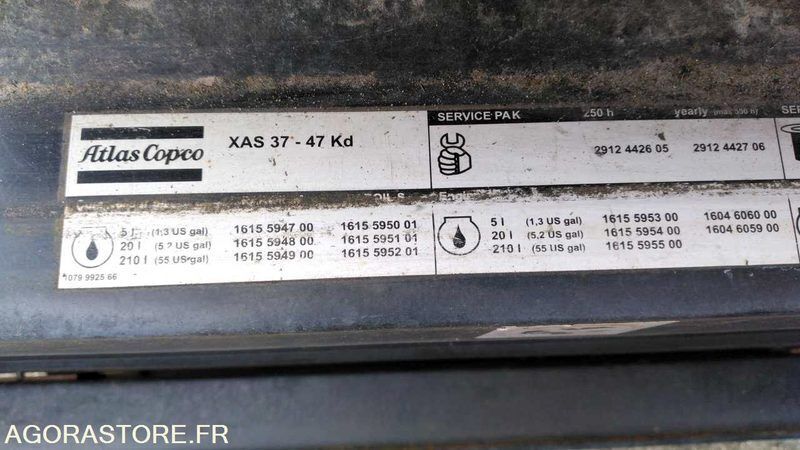 SERVICE PAK 250 h yearly (max 500 h) SE
Atlas Copco XAS 37 - 47 Kd
2912 4426 05 2912 4427 06
5 l (1,3 US gal) 1615 5947 00 1615 5950 01
20 l (5,2 US gal) 1615 5948 00 1615 5951 01
210 l (55 US gal) 1615 5949 00 1615 5952 01
5 l (1,3 US gal) 1615 5953 00 1604 6060 00
20 l (5,2 US gal) 1615 5954 00 1604 6059 00
210 l (55 US gal) 1615 5955 00
1079 9925 66
AGORASTORE.FR